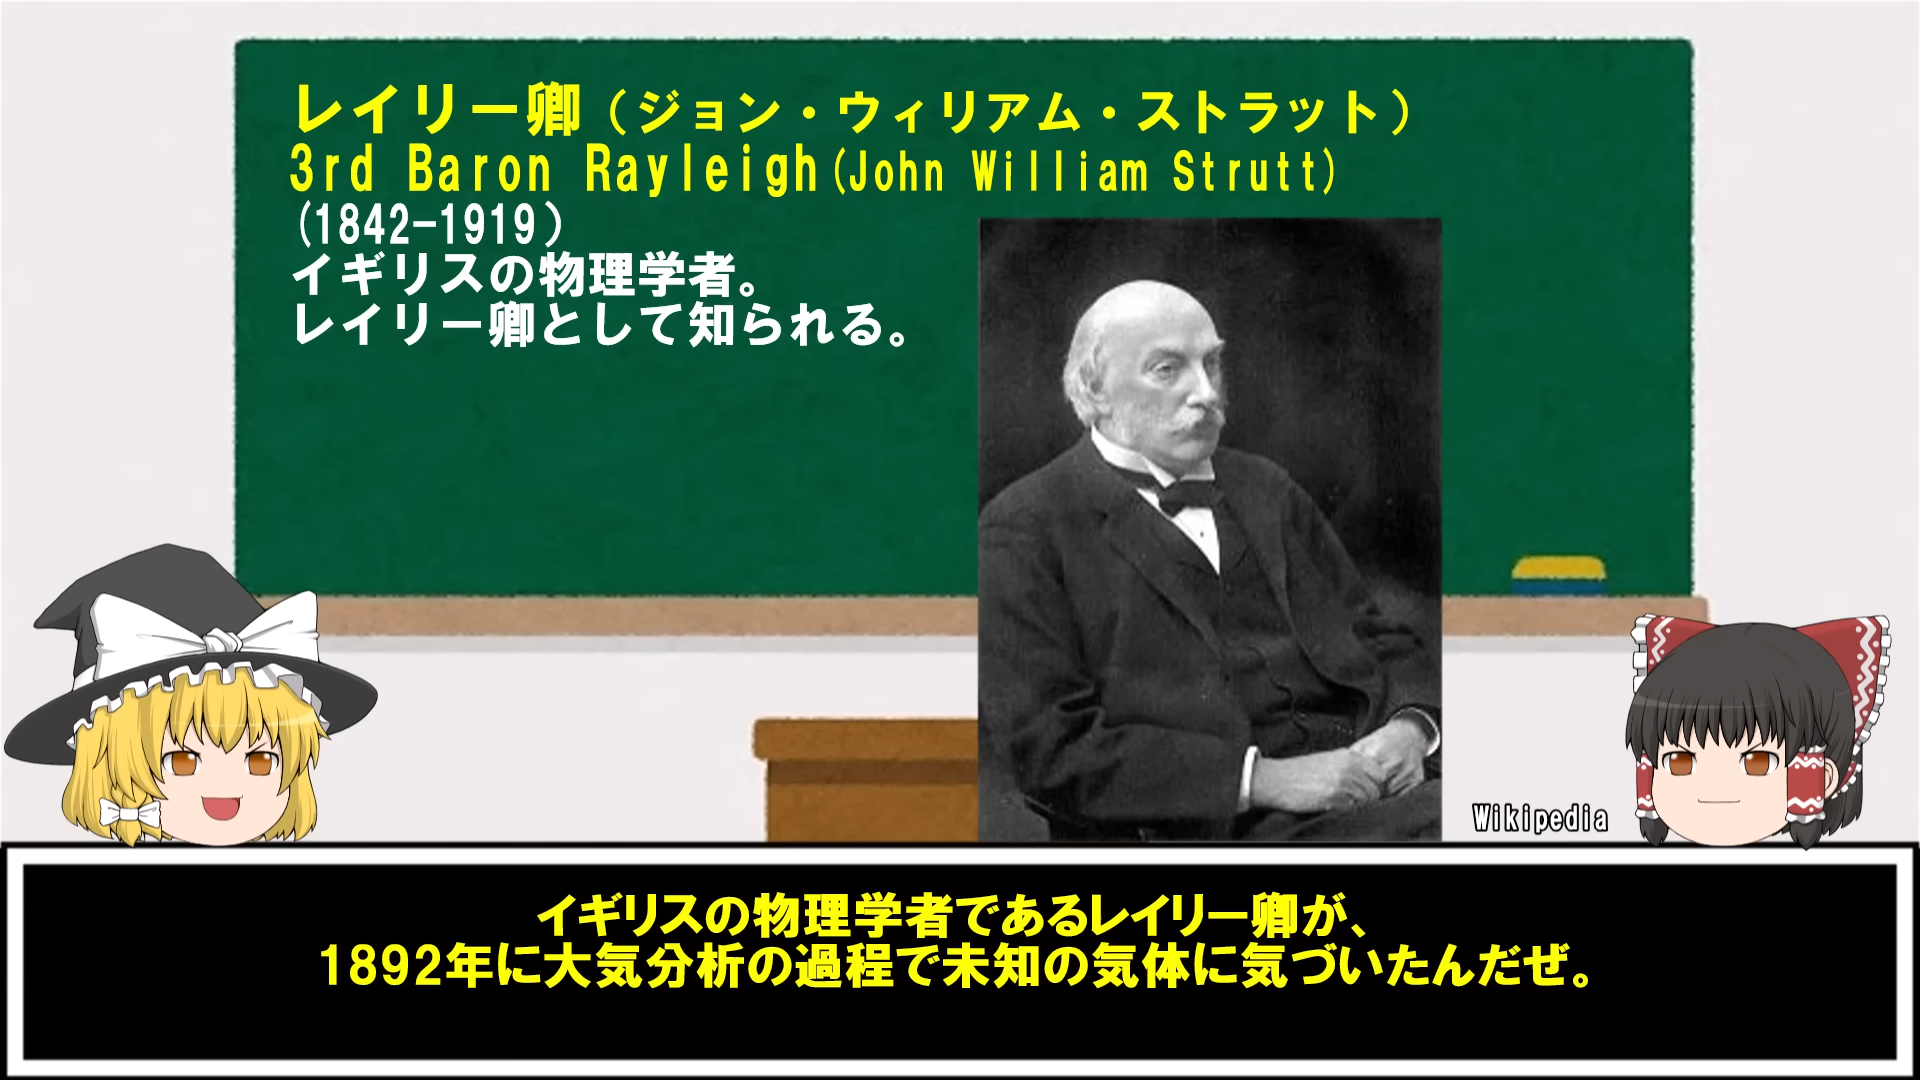 レイリー卿（ジョン・ウィリアム・ストラット）
3rd Baron Rayleigh(John William Strutt)
(1842-1919)
イギリスの物理学者。
レイリー卿として知られる。
Wikipedia
イギリスの物理学者であるレイリー卿が、
1892年に大気分析の過程で未知の気体に気づいたんだぜ。